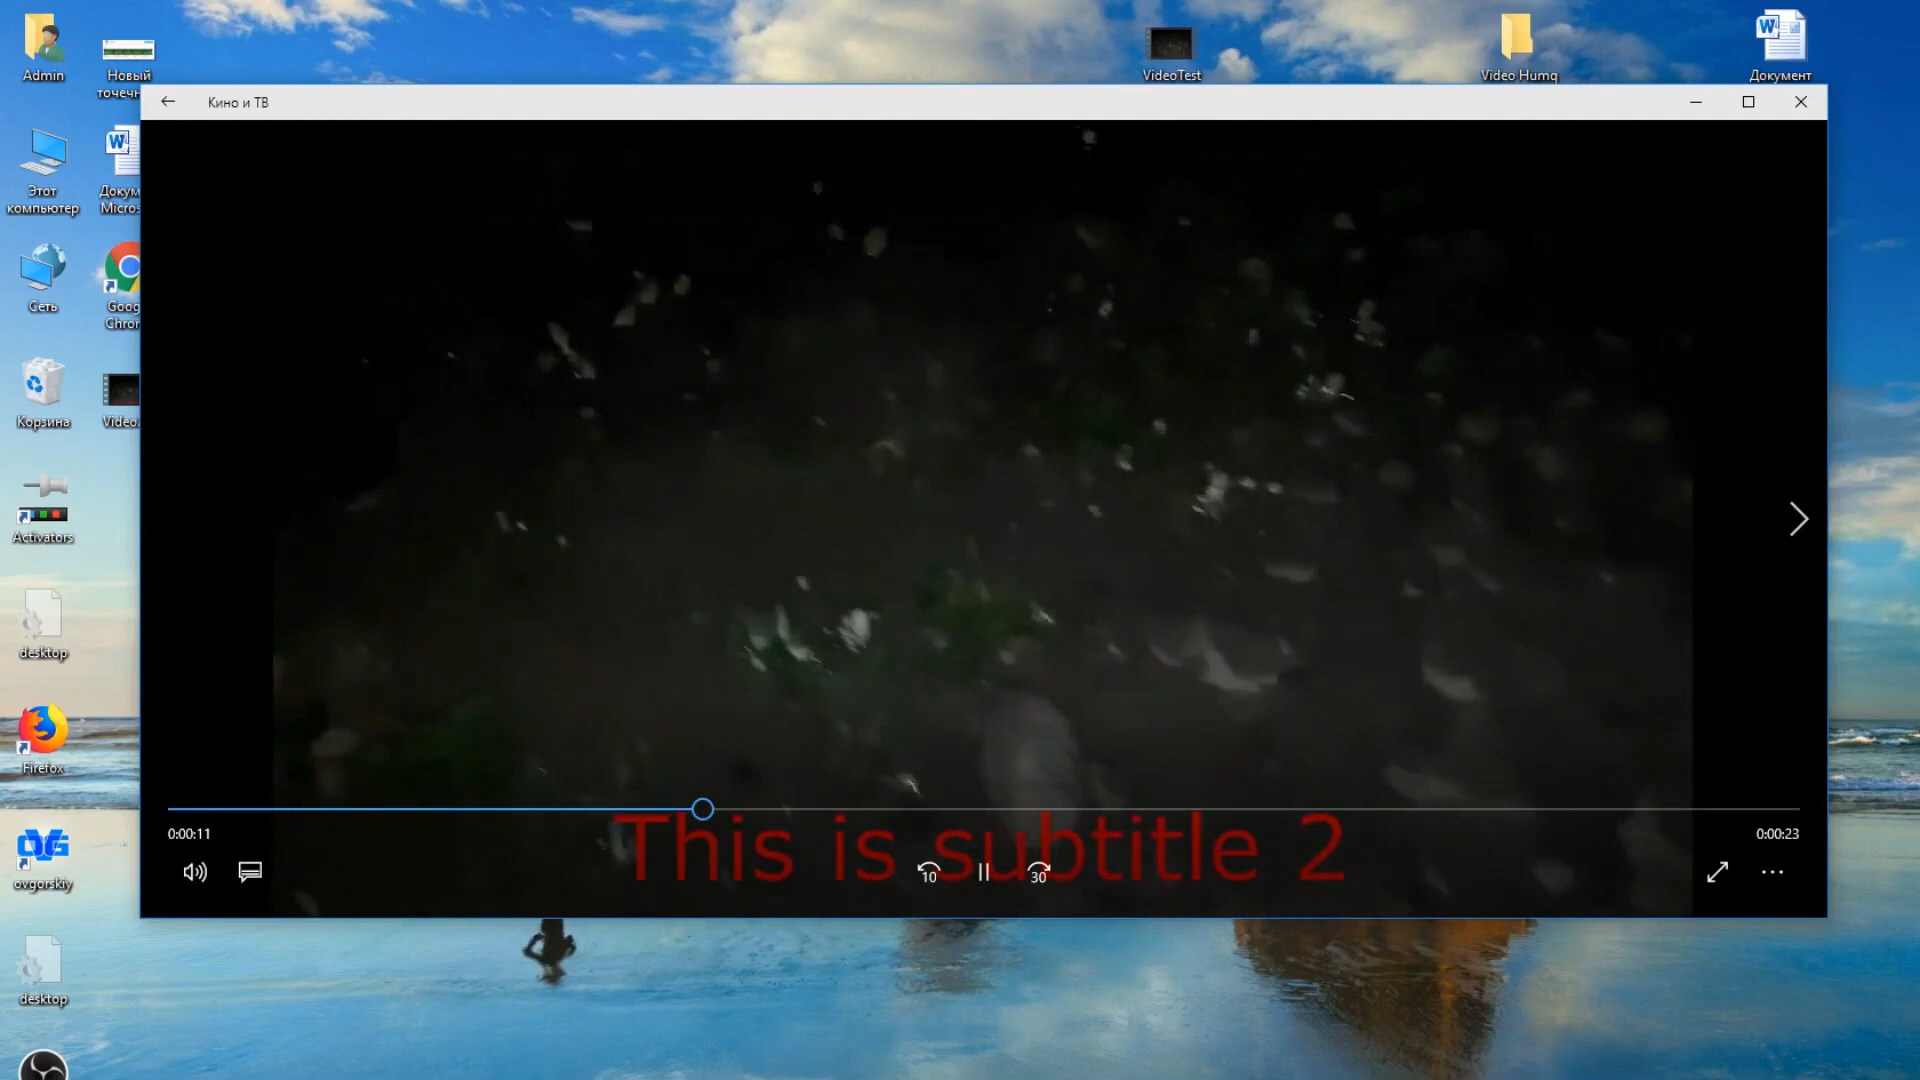 Admin
Новый
точечн
VideoTest
Video Humq
Документ
Кино и ТВ
Этот
компьютер
Докум
Micros
Сеть
Goog
Chron
Корзина
Video.
Activators
desktop
Firefox
0:00:11
0:00:23
This is subtitle 2
10
30
OVG
ovgorskiy
desktop